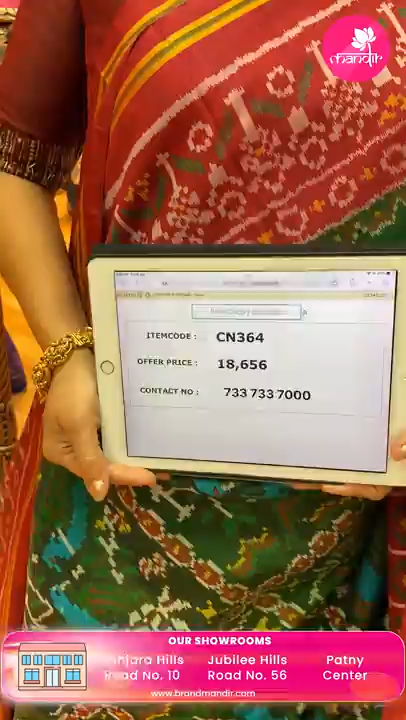 mandir
ITEMCODE : CN364
OFFER PRICE : 18,656
CONTACT NO : 733 733 7000
OUR SHOWROOMS
Hills Jubilee Hills Patny
Road No. 10 Road No. 56 Center
www.brandmandir.com